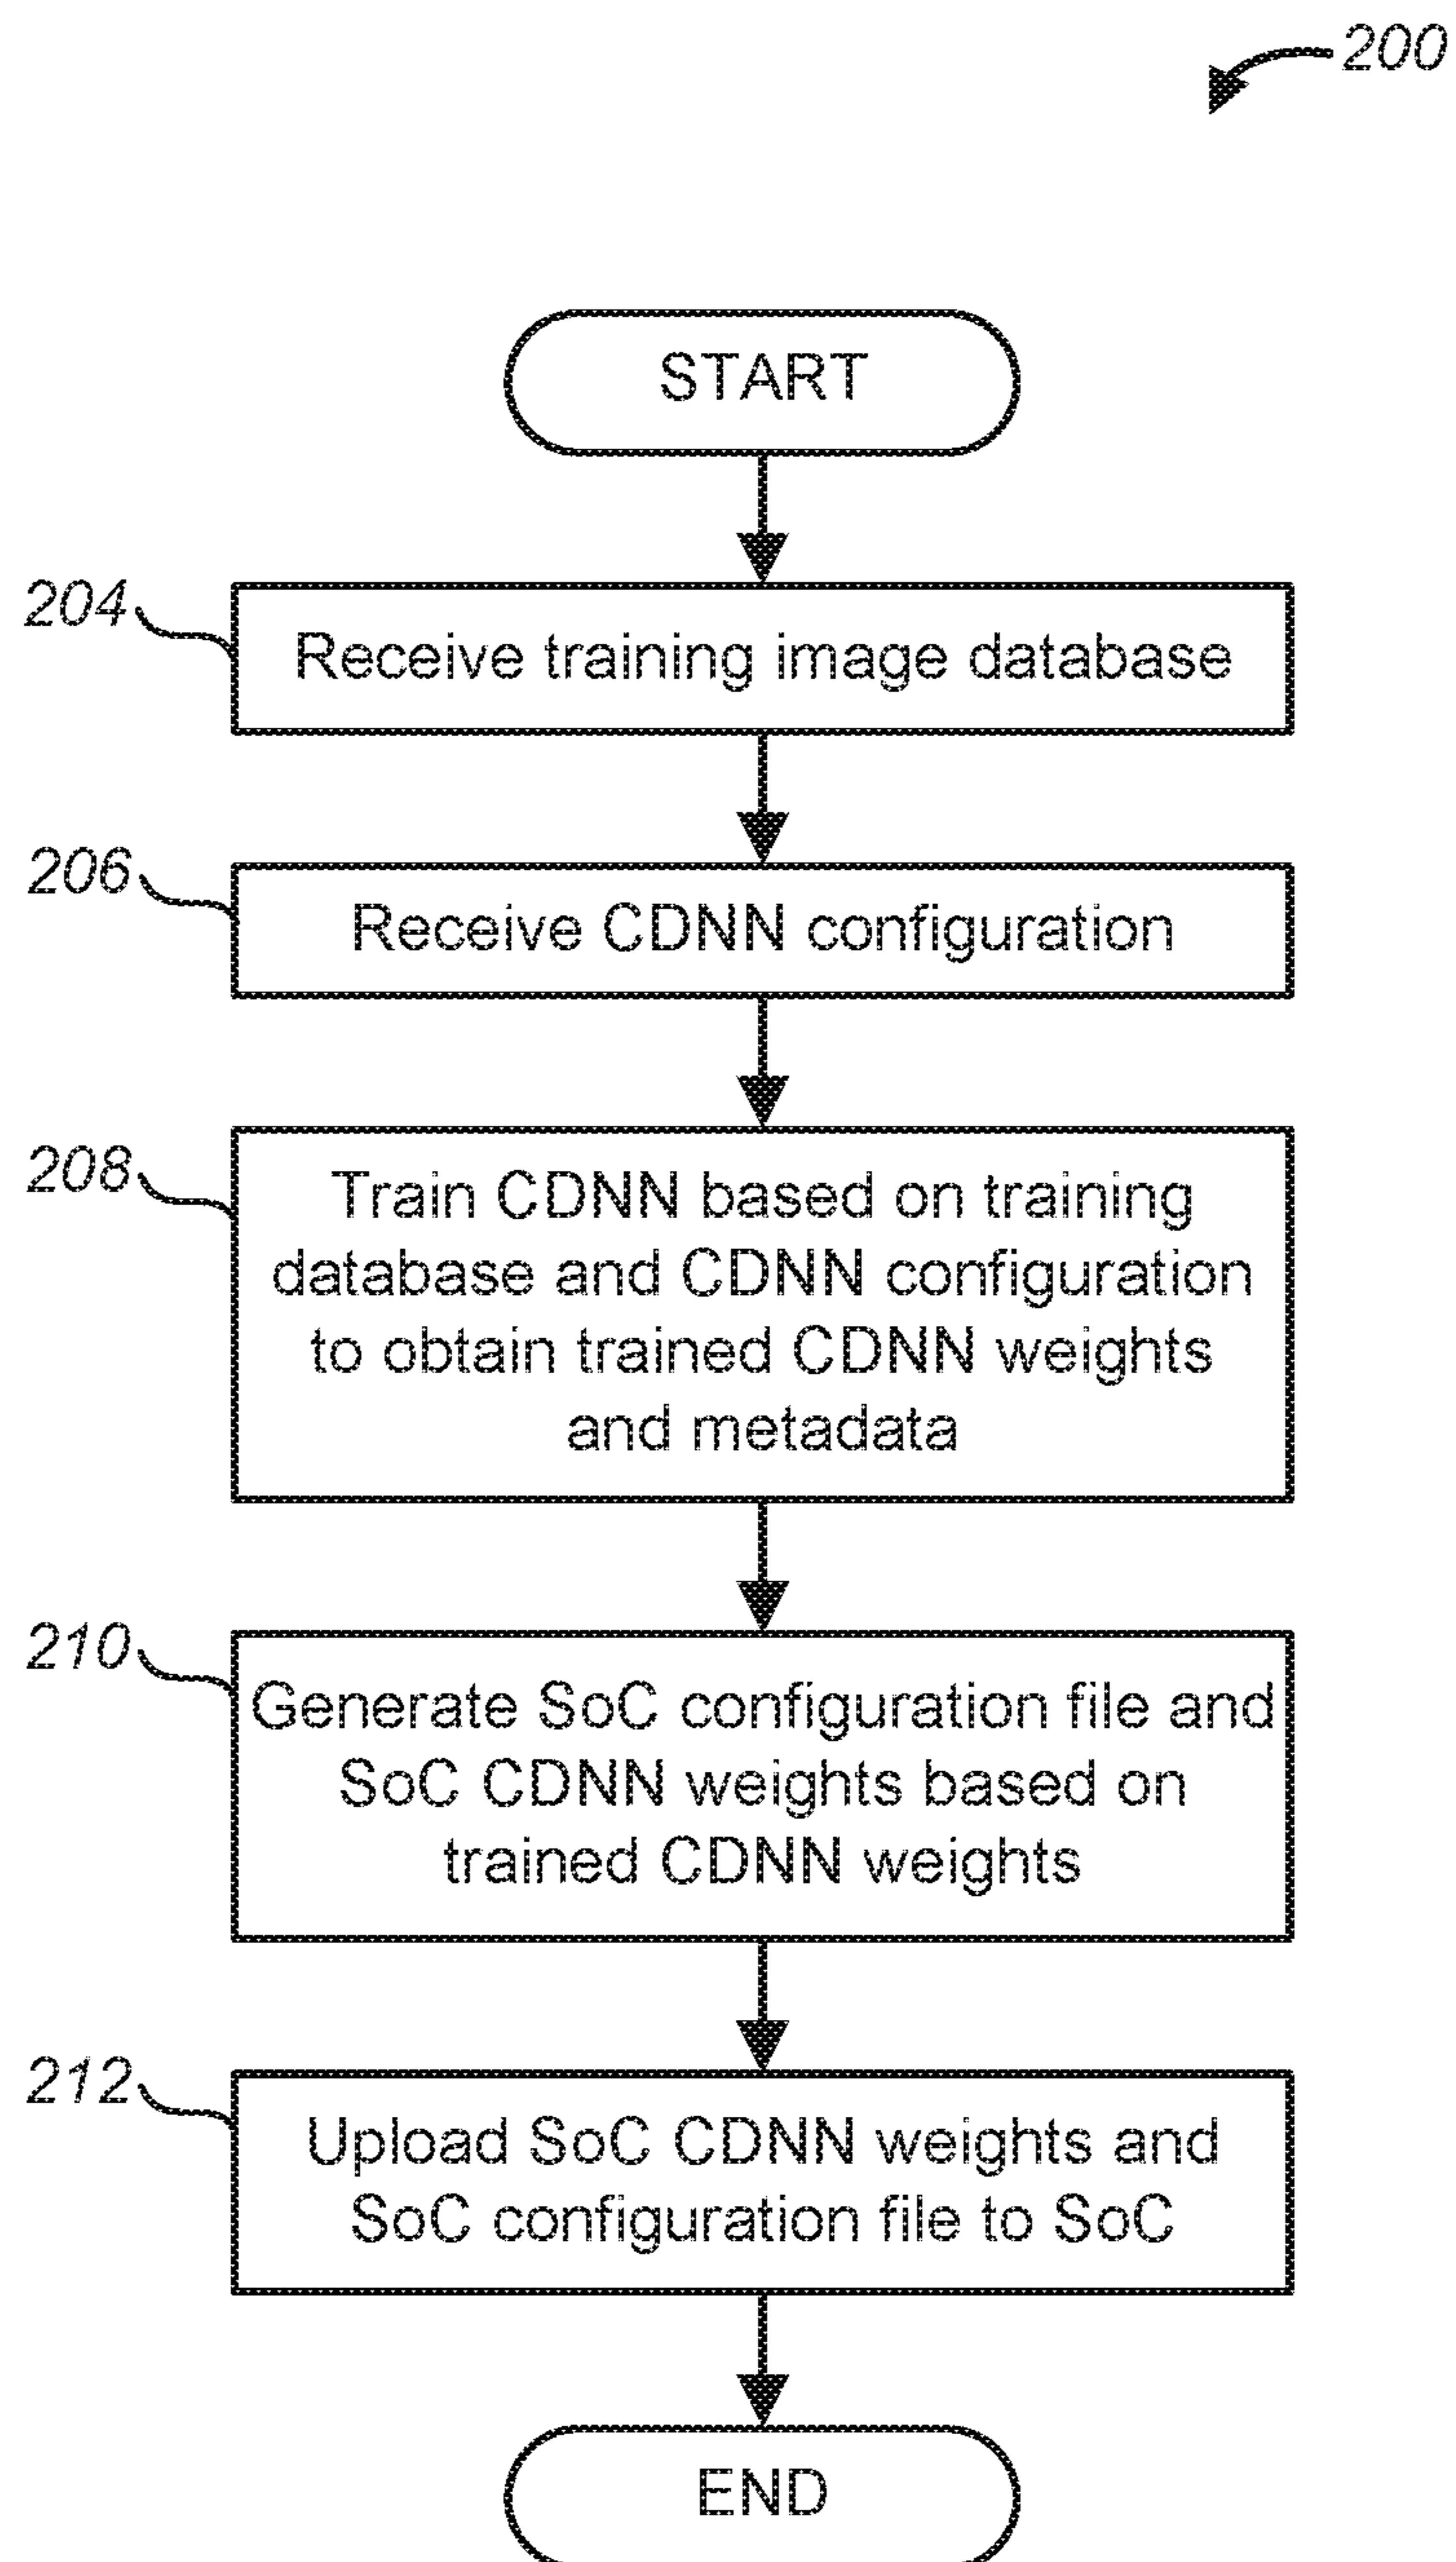 200
START
204
Receive training image database
206
Receive CDNN configuration
208
Train CDNN based on training
database and CDNN configuration
to obtain trained CDNN weights
and metadata
210
Generate SoC configuration file and
SoC CDNN weights based on
trained CDNN weights
212
Upload SoC CDNN weights and
SoC configuration file to SoC
END